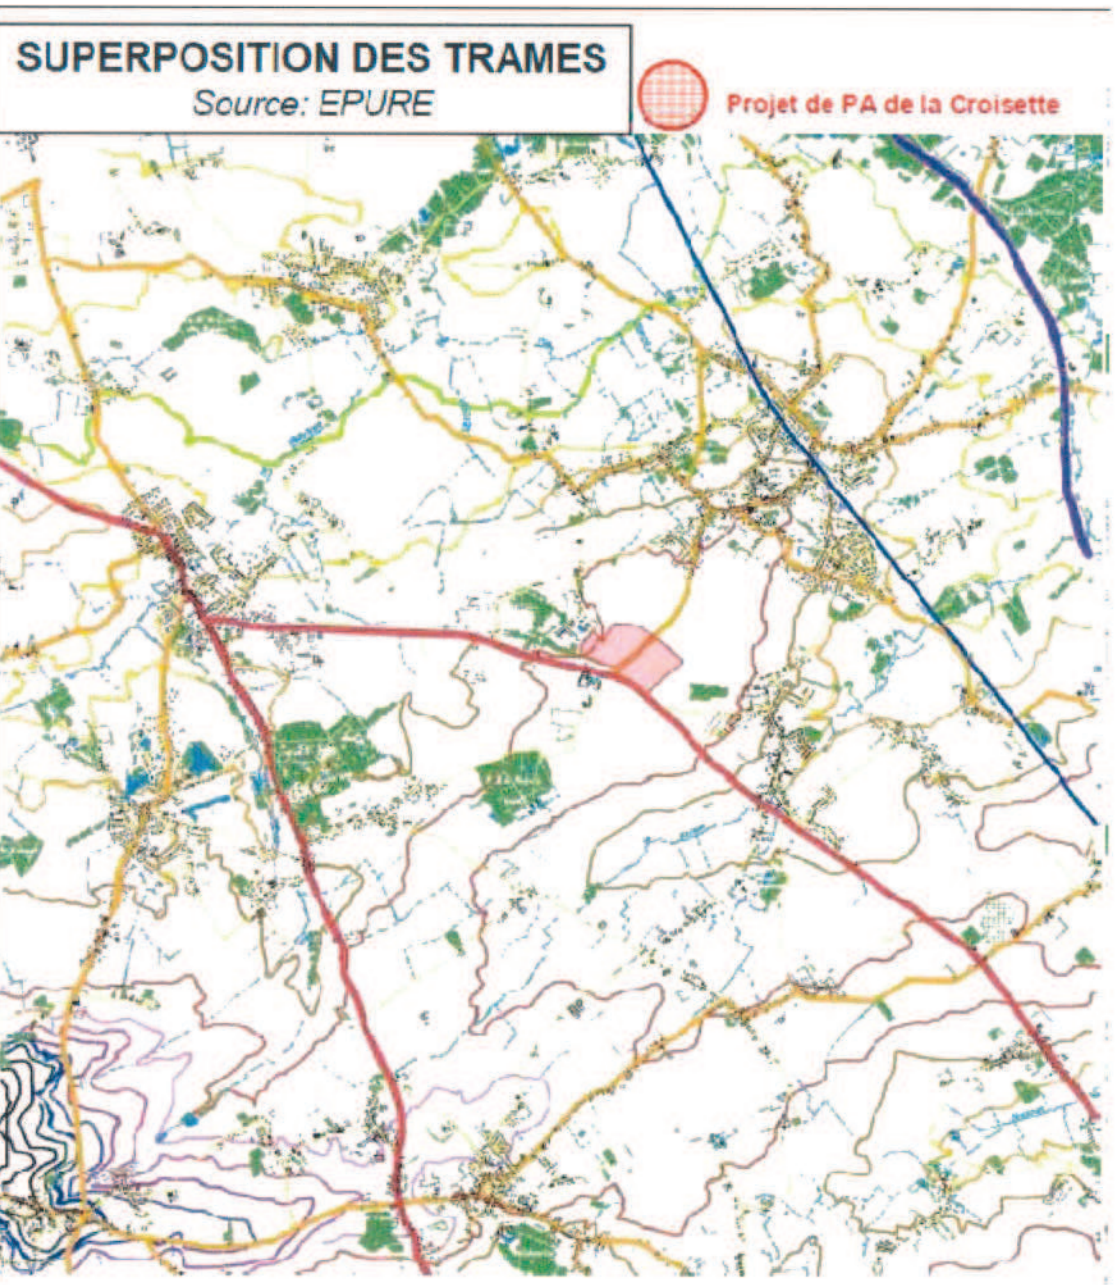 SUPERPOSITION DES TRAMES
Source: EPURE
Projet de PA de la Croisette